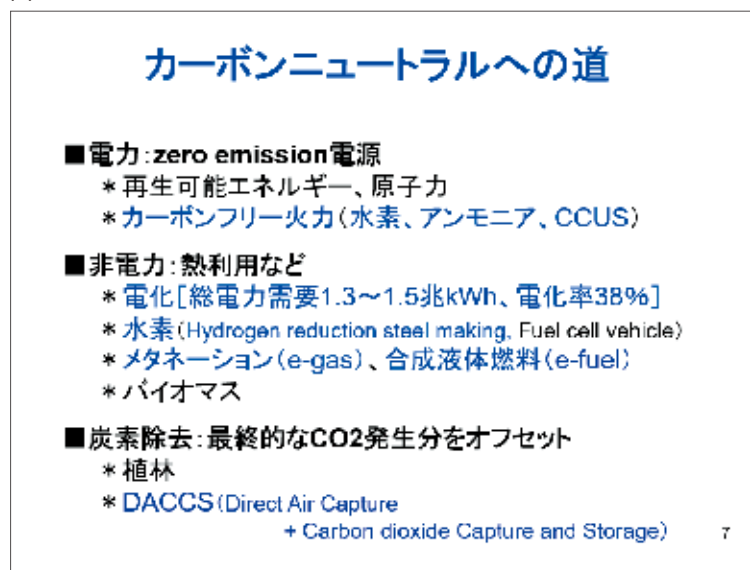 カーボンニュートラルへの道
■電力：zero emission電源
＊再生可能エネルギー、原子力
＊カーボンフリー火力（水素、アンモニア、CCUS）
■非電力：熱利用など
＊電化［総電力需要1.3～1.5兆kWh、電化率38%］
＊水素（Hydrogen reduction steel making, Fuel cell vehicle）
＊メタネーション（e-gas）、合成液体燃料（e-fuel）
＊バイオマス
■炭素除去：最終的なCO2発生分をオフセット
＊植林
＊DACCS（Direct Air Capture
+ Carbon dioxide Capture and Storage）
7